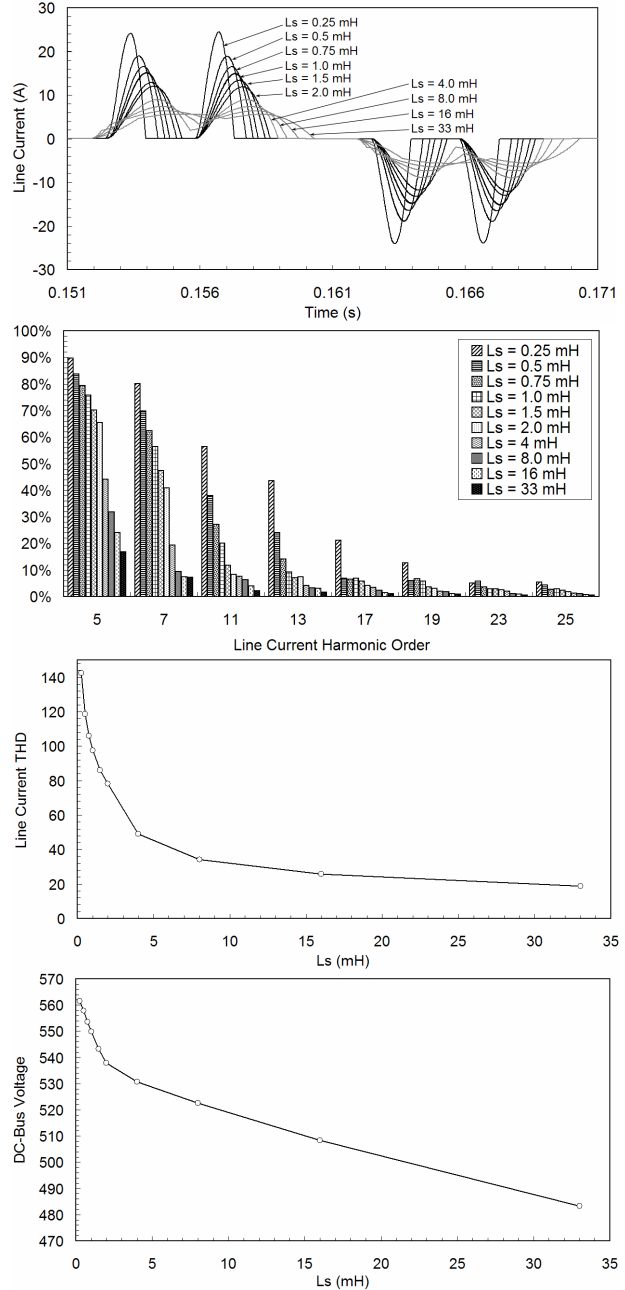 Line Current (A)
30
20
10
0
-10
-20
-30
Ls = 0.25 mH
Ls = 0.5 mH
Ls = 0.75 mH
Ls = 1.0 mH
Ls = 1.5 mH
Ls = 2.0 mH
Ls = 4.0 mH
Ls = 8.0 mH
Ls = 16 mH
Ls = 33 mH
0.151 0.156 0.161 0.166 0.171
Time (s)
100%
90%
80%
70%
60%
50%
40%
30%
20%
10%
0%
Ls = 0.25 mH
Ls = 0.5 mH
Ls = 0.75 mH
Ls = 1.0 mH
Ls = 1.5 mH
Ls = 2.0 mH
Ls = 4 mH
Ls = 8.0 mH
Ls = 16 mH
Ls = 33 mH
5 7 11 13 17 19 23 25
Line Current Harmonic Order
Line Current THD
140
120
100
80
60
40
20
0
0 5 10 15 20 25 30 35
Ls (mH)
DC-Bus Voltage
570
560
550
540
530
520
510
500
490
480
470
0 5 10 15 20 25 30 35
Ls (mH)